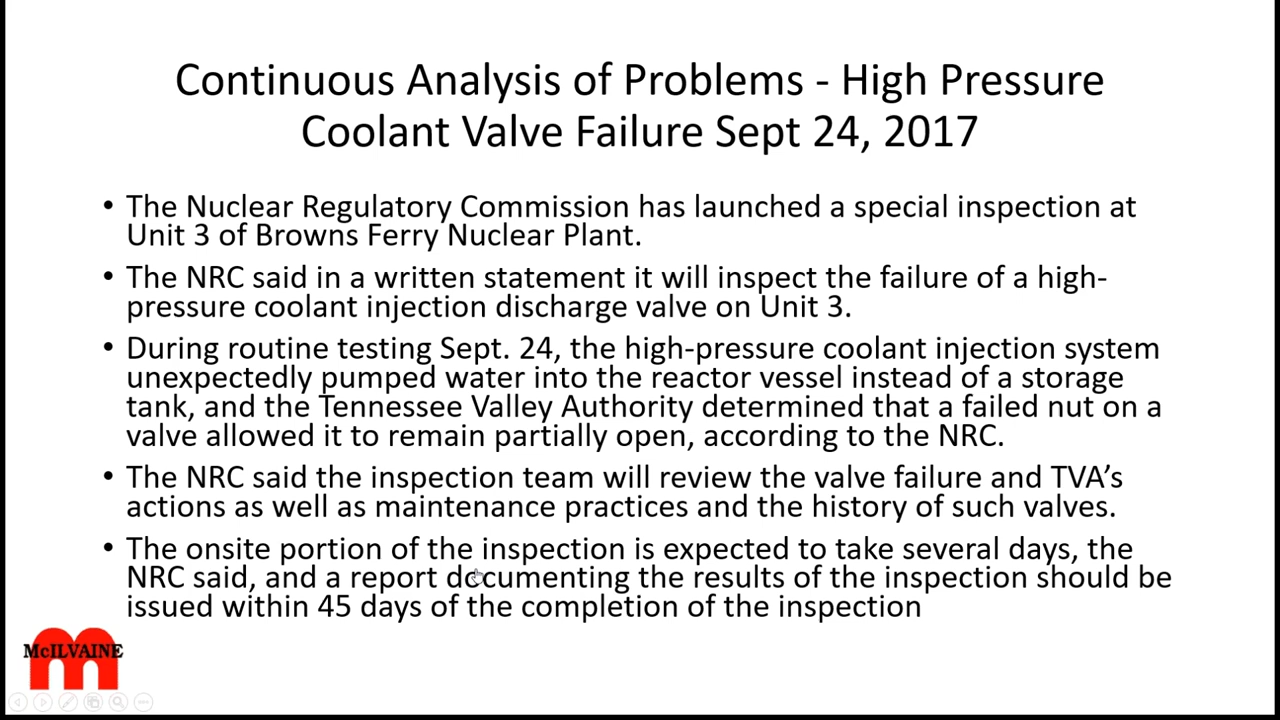 Continuous Analysis of Problems - High Pressure
Coolant Valve Failure Sept 24, 2017
• The Nuclear Regulatory Commission has launched a special inspection at
Unit 3 of Browns Ferry Nuclear Plant.
• The NRC said in a written statement it will inspect the failure of a high-
pressure coolant injection discharge valve on Unit 3.
• During routine testing Sept. 24, the high-pressure coolant injection system
unexpectedly pumped water into the reactor vessel instead of a storage
tank, and the Tennessee Valley Authority determined that a failed nut on a
valve allowed it to remain partially open, according to the NRC.
• The NRC said the inspection team will review the valve failure and TVA’s
actions as well as maintenance practices and the history of such valves.
• The onsite portion of the inspection is expected to take several days, the
NRC said, and a report documenting the results of the inspection should be
issued within 45 days of the completion of the inspection
McILVAINE